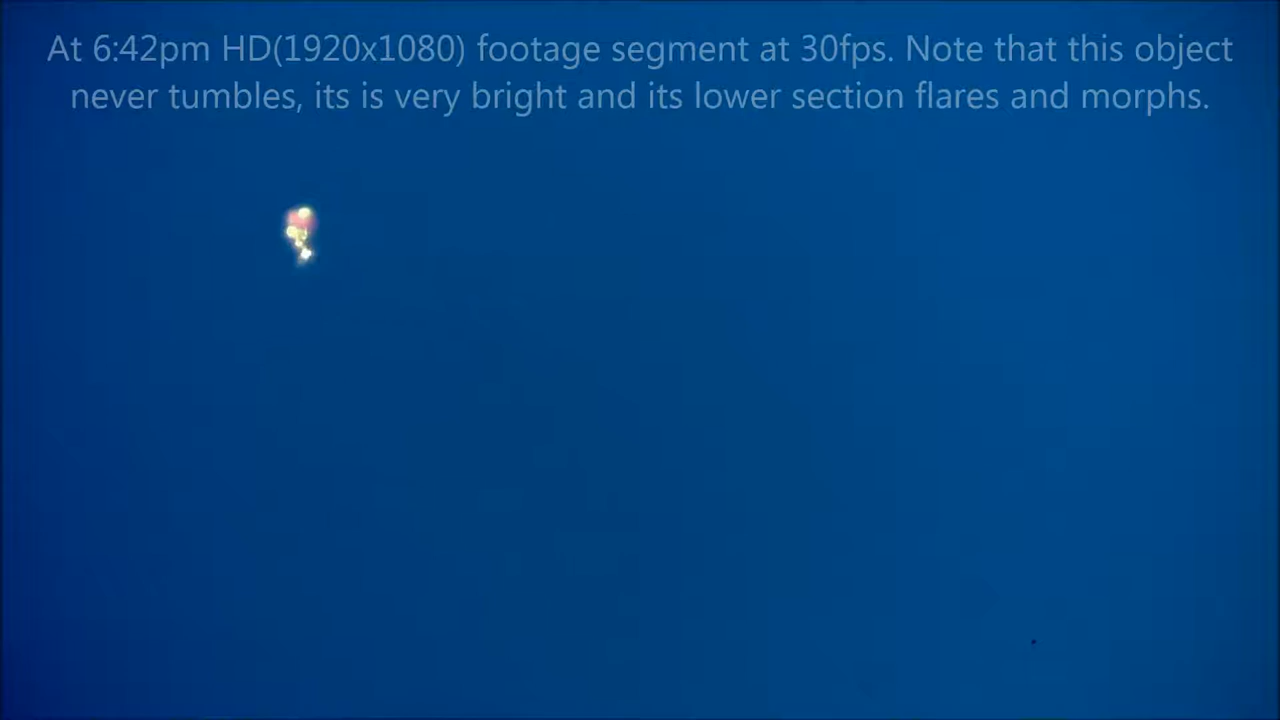 At 6:42pm HD(1920x1080) footage segment at 30fps. Note that this object
never tumbles, its is very bright and its lower section flares and morphs.